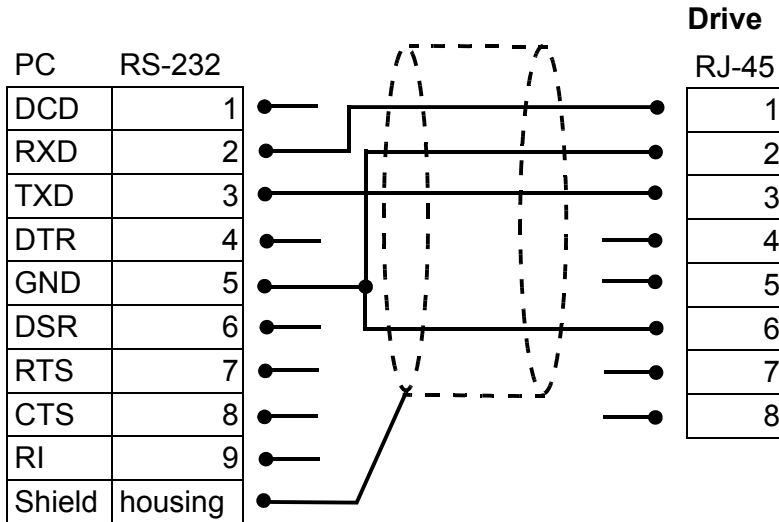 Drive
PC RS-232 RJ-45
DCD 1 1
RXD 2 2
TXD 3 3
DTR 4 4
GND 5 5
DSR 6 6
RTS 7 7
CTS 8 8
RI 9
Shield housing